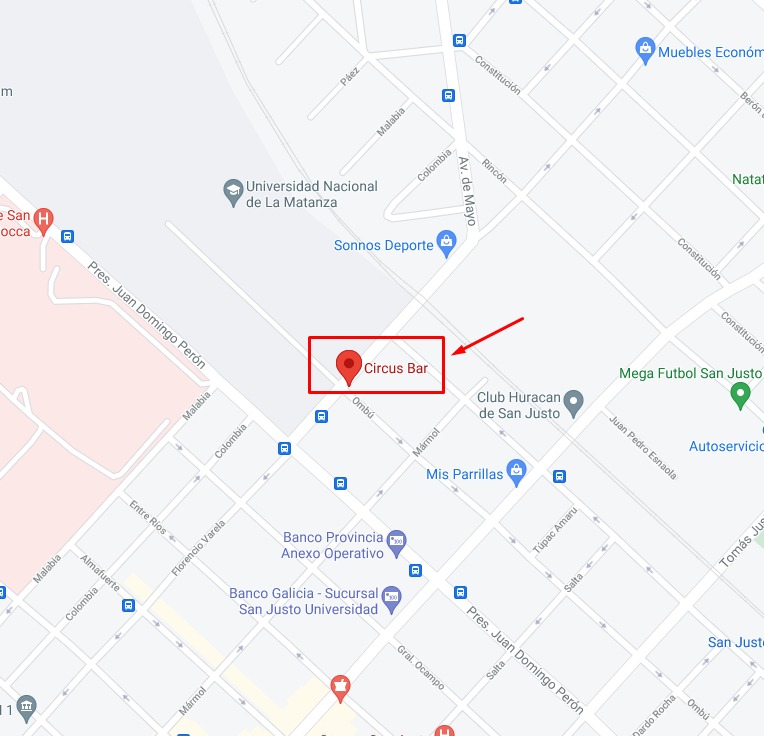 m
Muebles Económ
Constitución
Páez
Berón
Malabia
Av. de Mayo
Rincón
Colombia
Natat
Universidad Nacional
de La Matanza
e San
occa
H
Sonnos Deporte
Constitución
Pres. Juan Domingo Perón
Constitución
Circus Bar
Mega Futbol San Justo
Club Huracan
de San Justo
Malabia
Ombú
Colombia
Mármol
Juan Pedro Esnaola
Autoservicio
Mis Parrillas
Entre Ríos
Florencio Varela
Túpac Amaru
Banco Provincia
Anexo Operativo
100
Tomás Jus
Malabia
Almafuerte
Salta
Banco Galicia - Sucursal
San Justo Universidad
100
Colombia
Pres. Juan Domingo Perón
San Justo
Gral. Ocampo
Salta
Mármol
Ombú
Dardo Rocha
1